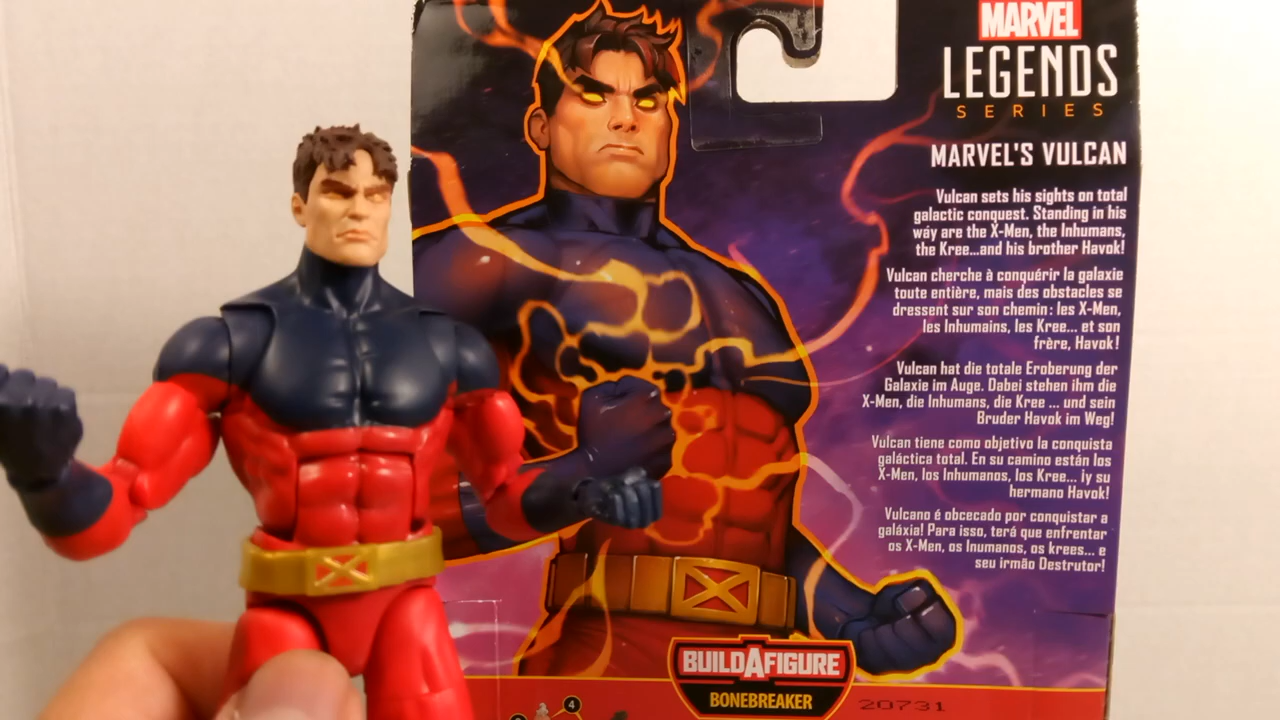 MARVEL
LEGENDS
SERIES
MARVEL'S VULCAN
Vulcan sets his sights on total
galactic conquest. Standing in his
way are the X-Men, the Inhumans,
the Kree...and his brother Havok!
Vulcan cherche à conquérir la galaxie
toute entière, mais des obstacles se
dressent sur son chemin : les X-Men,
les Inhumains, les Kree... et son
frère, Havok!
Vulcan hat die totale Eroberung der
Galaxie im Auge. Dabei stehen ihm die
X-Men, die Inhumans, die Kree ... und sein
Bruder Havok im Weg!
Vulcan tiene como objetivo la conquista
galáctica total. En su camino están los
X-Men, los Inhumanos, los Kree... ¡y su
hermano Havok!
Vulcano é obcecado por conquistar a
galáxia! Para isso, terá que enfrentar
os X-Men, os Inumanos, os krees... e
seu irmão Destrutor!
BUILDAFIGURE
BONEBREAKER
20731
4